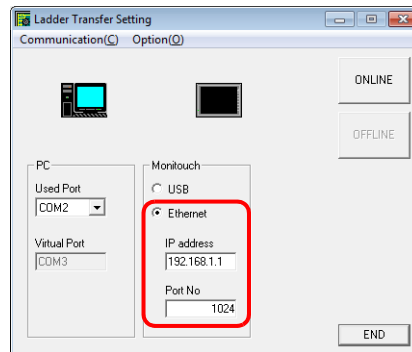 Ladder Transfer Setting
Communication(C) Option(O)
ONLINE
OFFLINE
PC
Used Port
COM2
Virtual Port
COM3
Monitouch
USB
Ethernet
IP address
192.168.1.1
Port No
1024
END